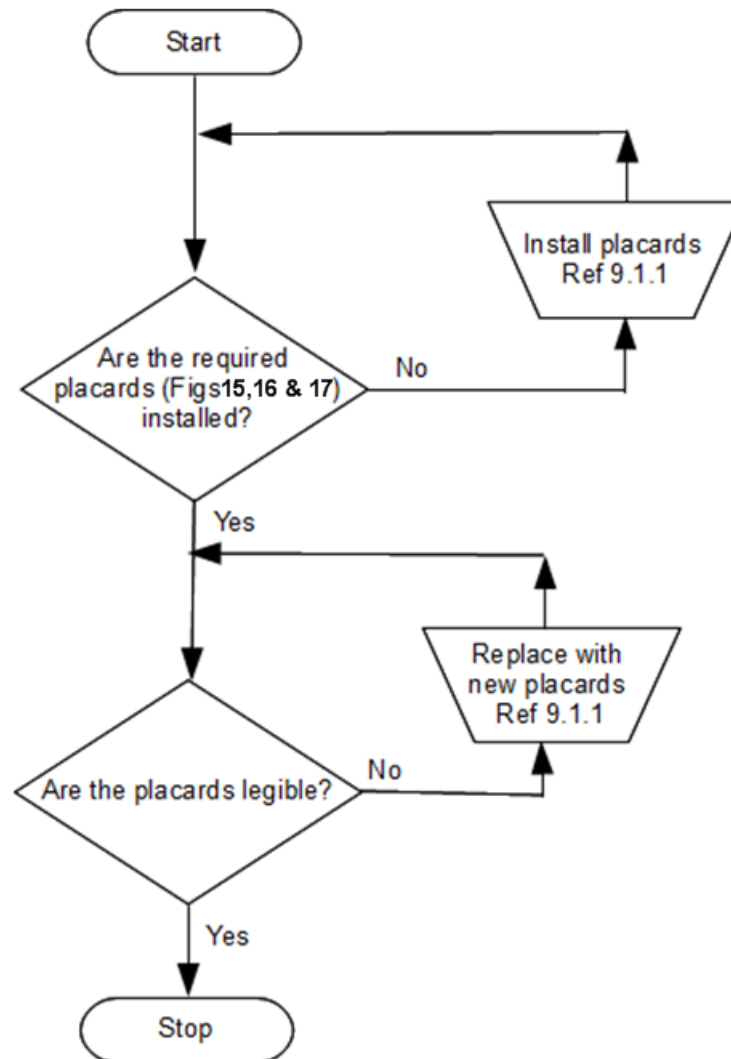 Start
Install placards
Ref 9.1.1
Are the required
placards (Figs15,16 & 17)
installed?
No
Yes
Replace with
new placards
Ref 9.1.1
Are the placards legible?
No
Yes
Stop